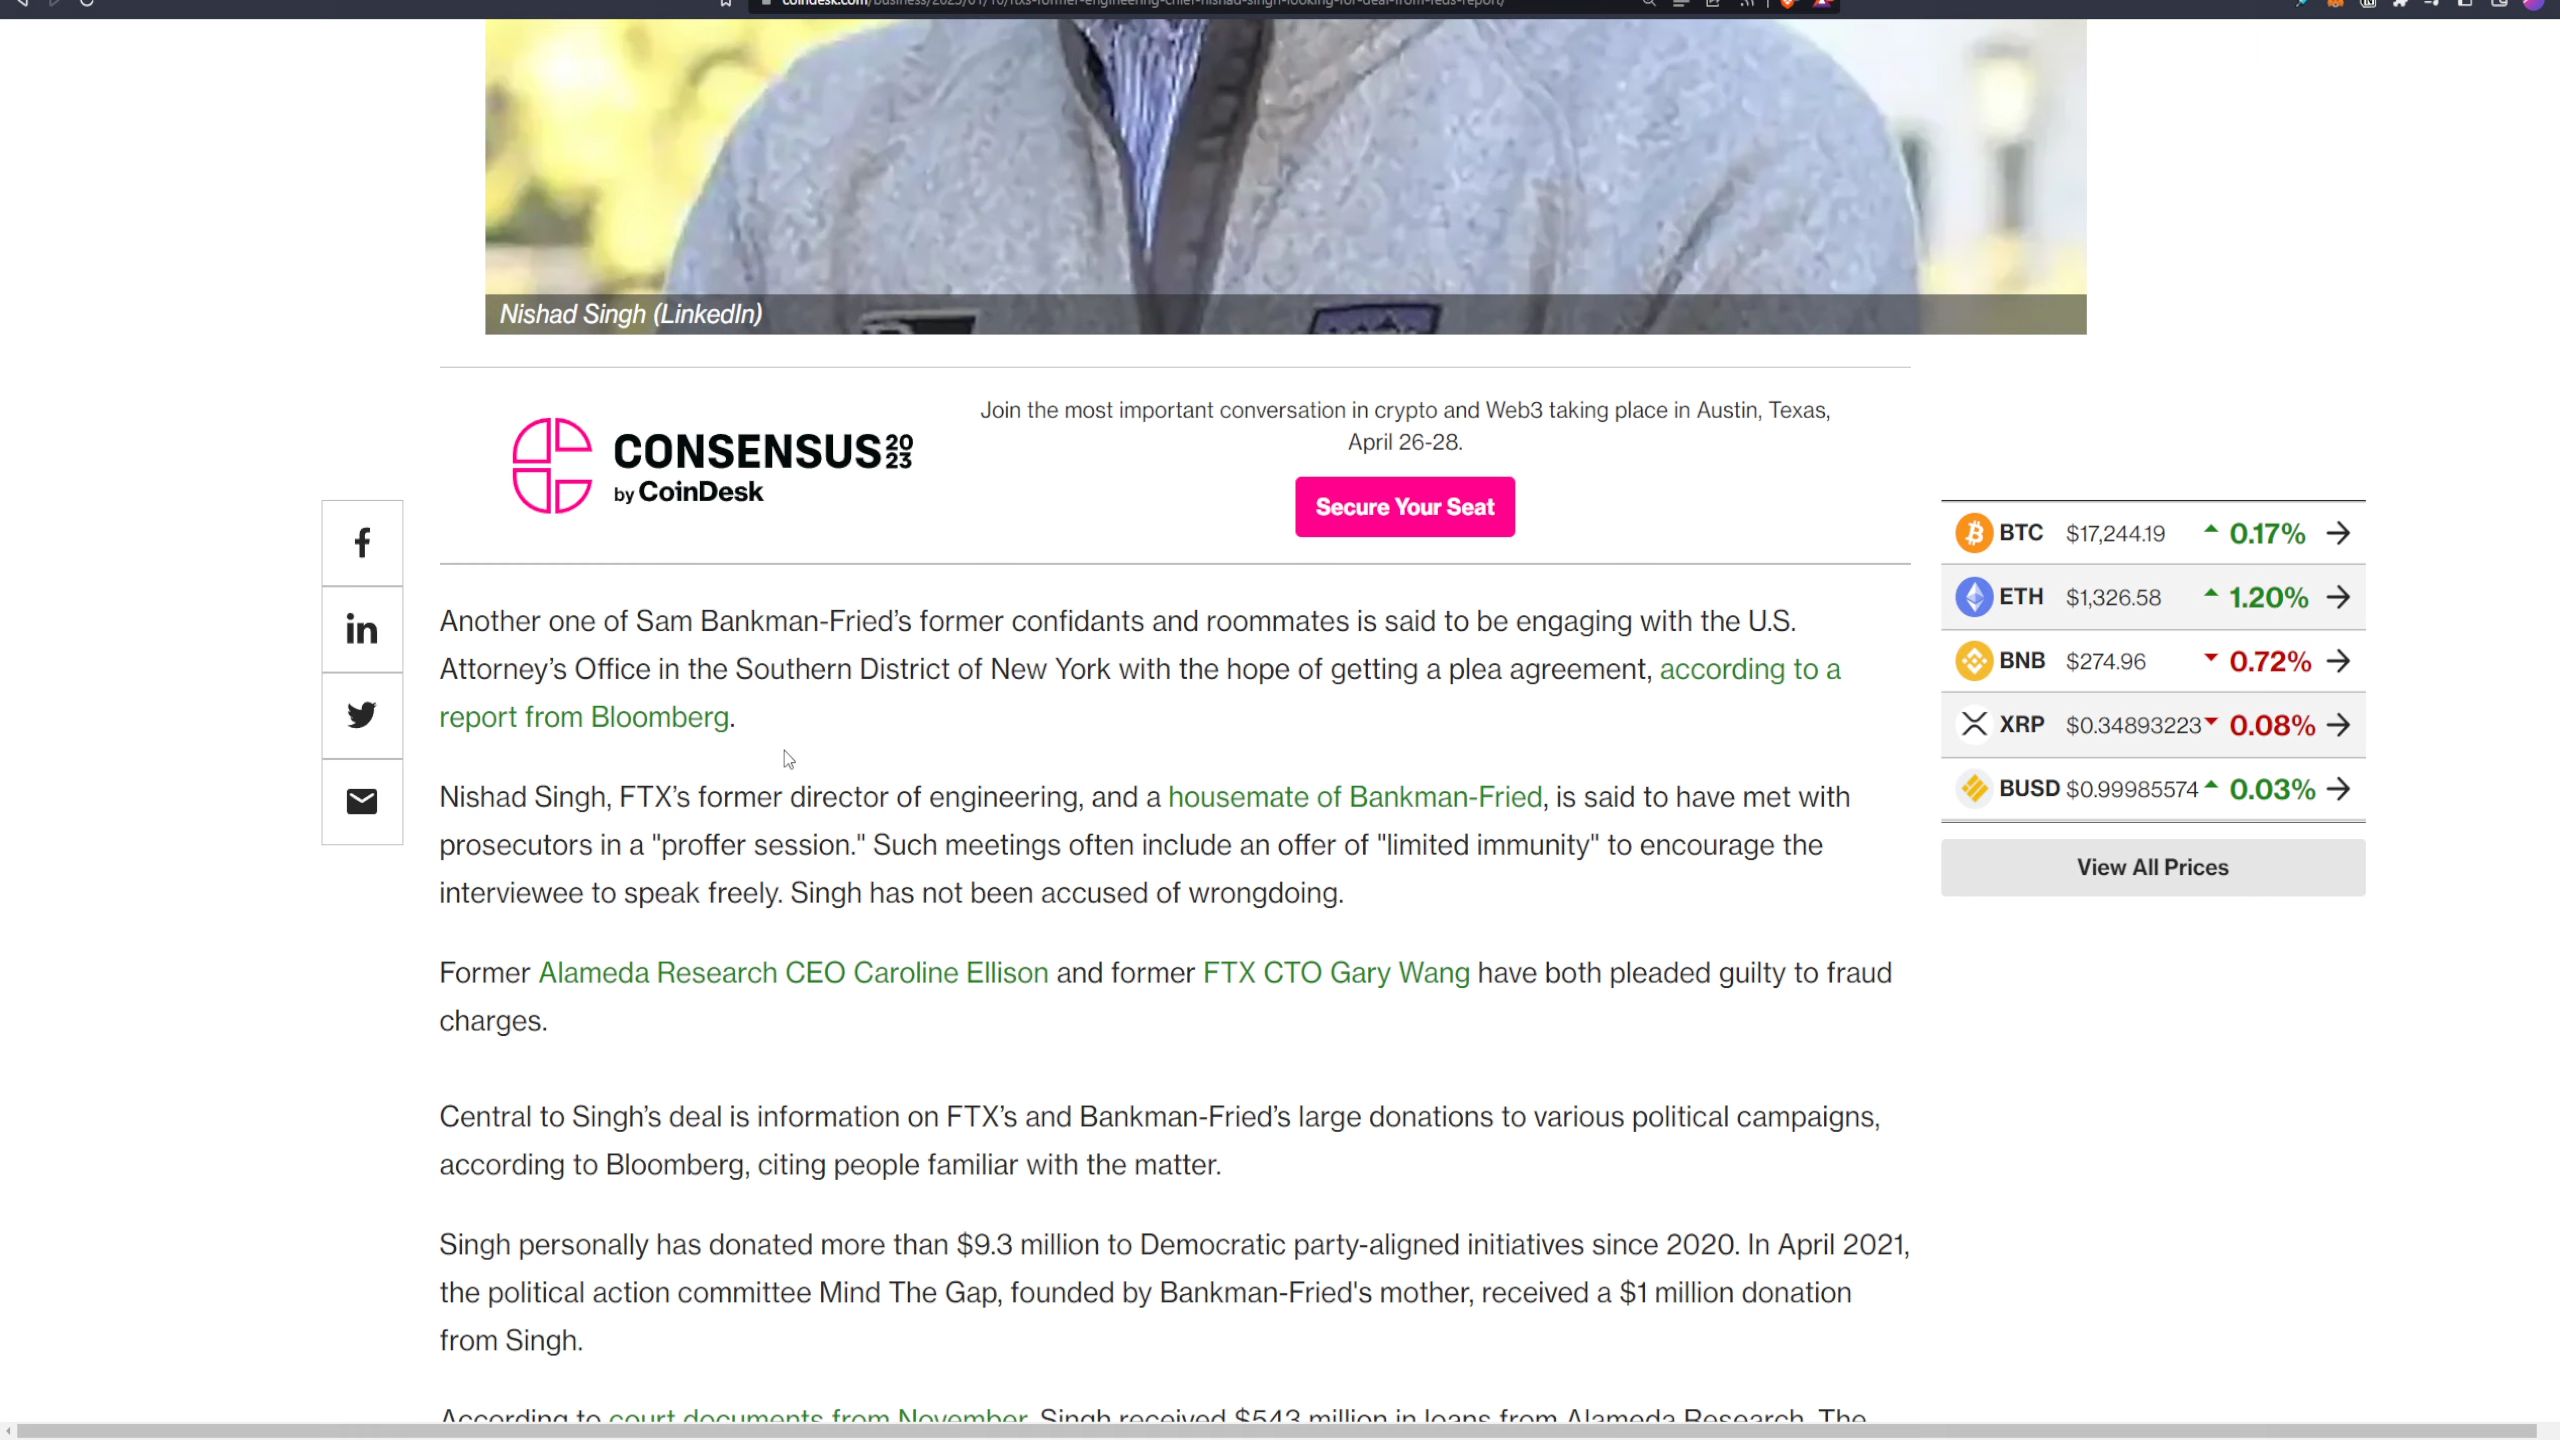 coindesk.com/business/2023/01/10/ftxs-former-engineering-chief-nishad-singh-looking-for-deal-from-feds-report/
Nishad Singh (LinkedIn)
CONSENSUS 20
23
by CoinDesk
Join the most important conversation in crypto and Web3 taking place in Austin, Texas,
April 26-28.
Secure Your Seat
Another one of Sam Bankman-Fried’s former confidants and roommates is said to be engaging with the U.S.
Attorney’s Office in the Southern District of New York with the hope of getting a plea agreement, according to a
report from Bloomberg.
Nishad Singh, FTX’s former director of engineering, and a housemate of Bankman-Fried, is said to have met with
prosecutors in a "proffer session." Such meetings often include an offer of "limited immunity" to encourage the
interviewee to speak freely. Singh has not been accused of wrongdoing.
Former Alameda Research CEO Caroline Ellison and former FTX CTO Gary Wang have both pleaded guilty to fraud
charges.
Central to Singh’s deal is information on FTX’s and Bankman-Fried’s large donations to various political campaigns,
according to Bloomberg, citing people familiar with the matter.
Singh personally has donated more than $9.3 million to Democratic party-aligned initiatives since 2020. In April 2021,
the political action committee Mind The Gap, founded by Bankman-Fried's mother, received a $1 million donation
from Singh.
According to court documents from November, Singh received $543 million in loans from Alameda Research. The
BTC $17,244.19 0.17%
ETH $1,326.58 1.20%
BNB $274.96 0.72%
XRP $0.34893223 0.08%
BUSD $0.99985574 0.03%
View All Prices